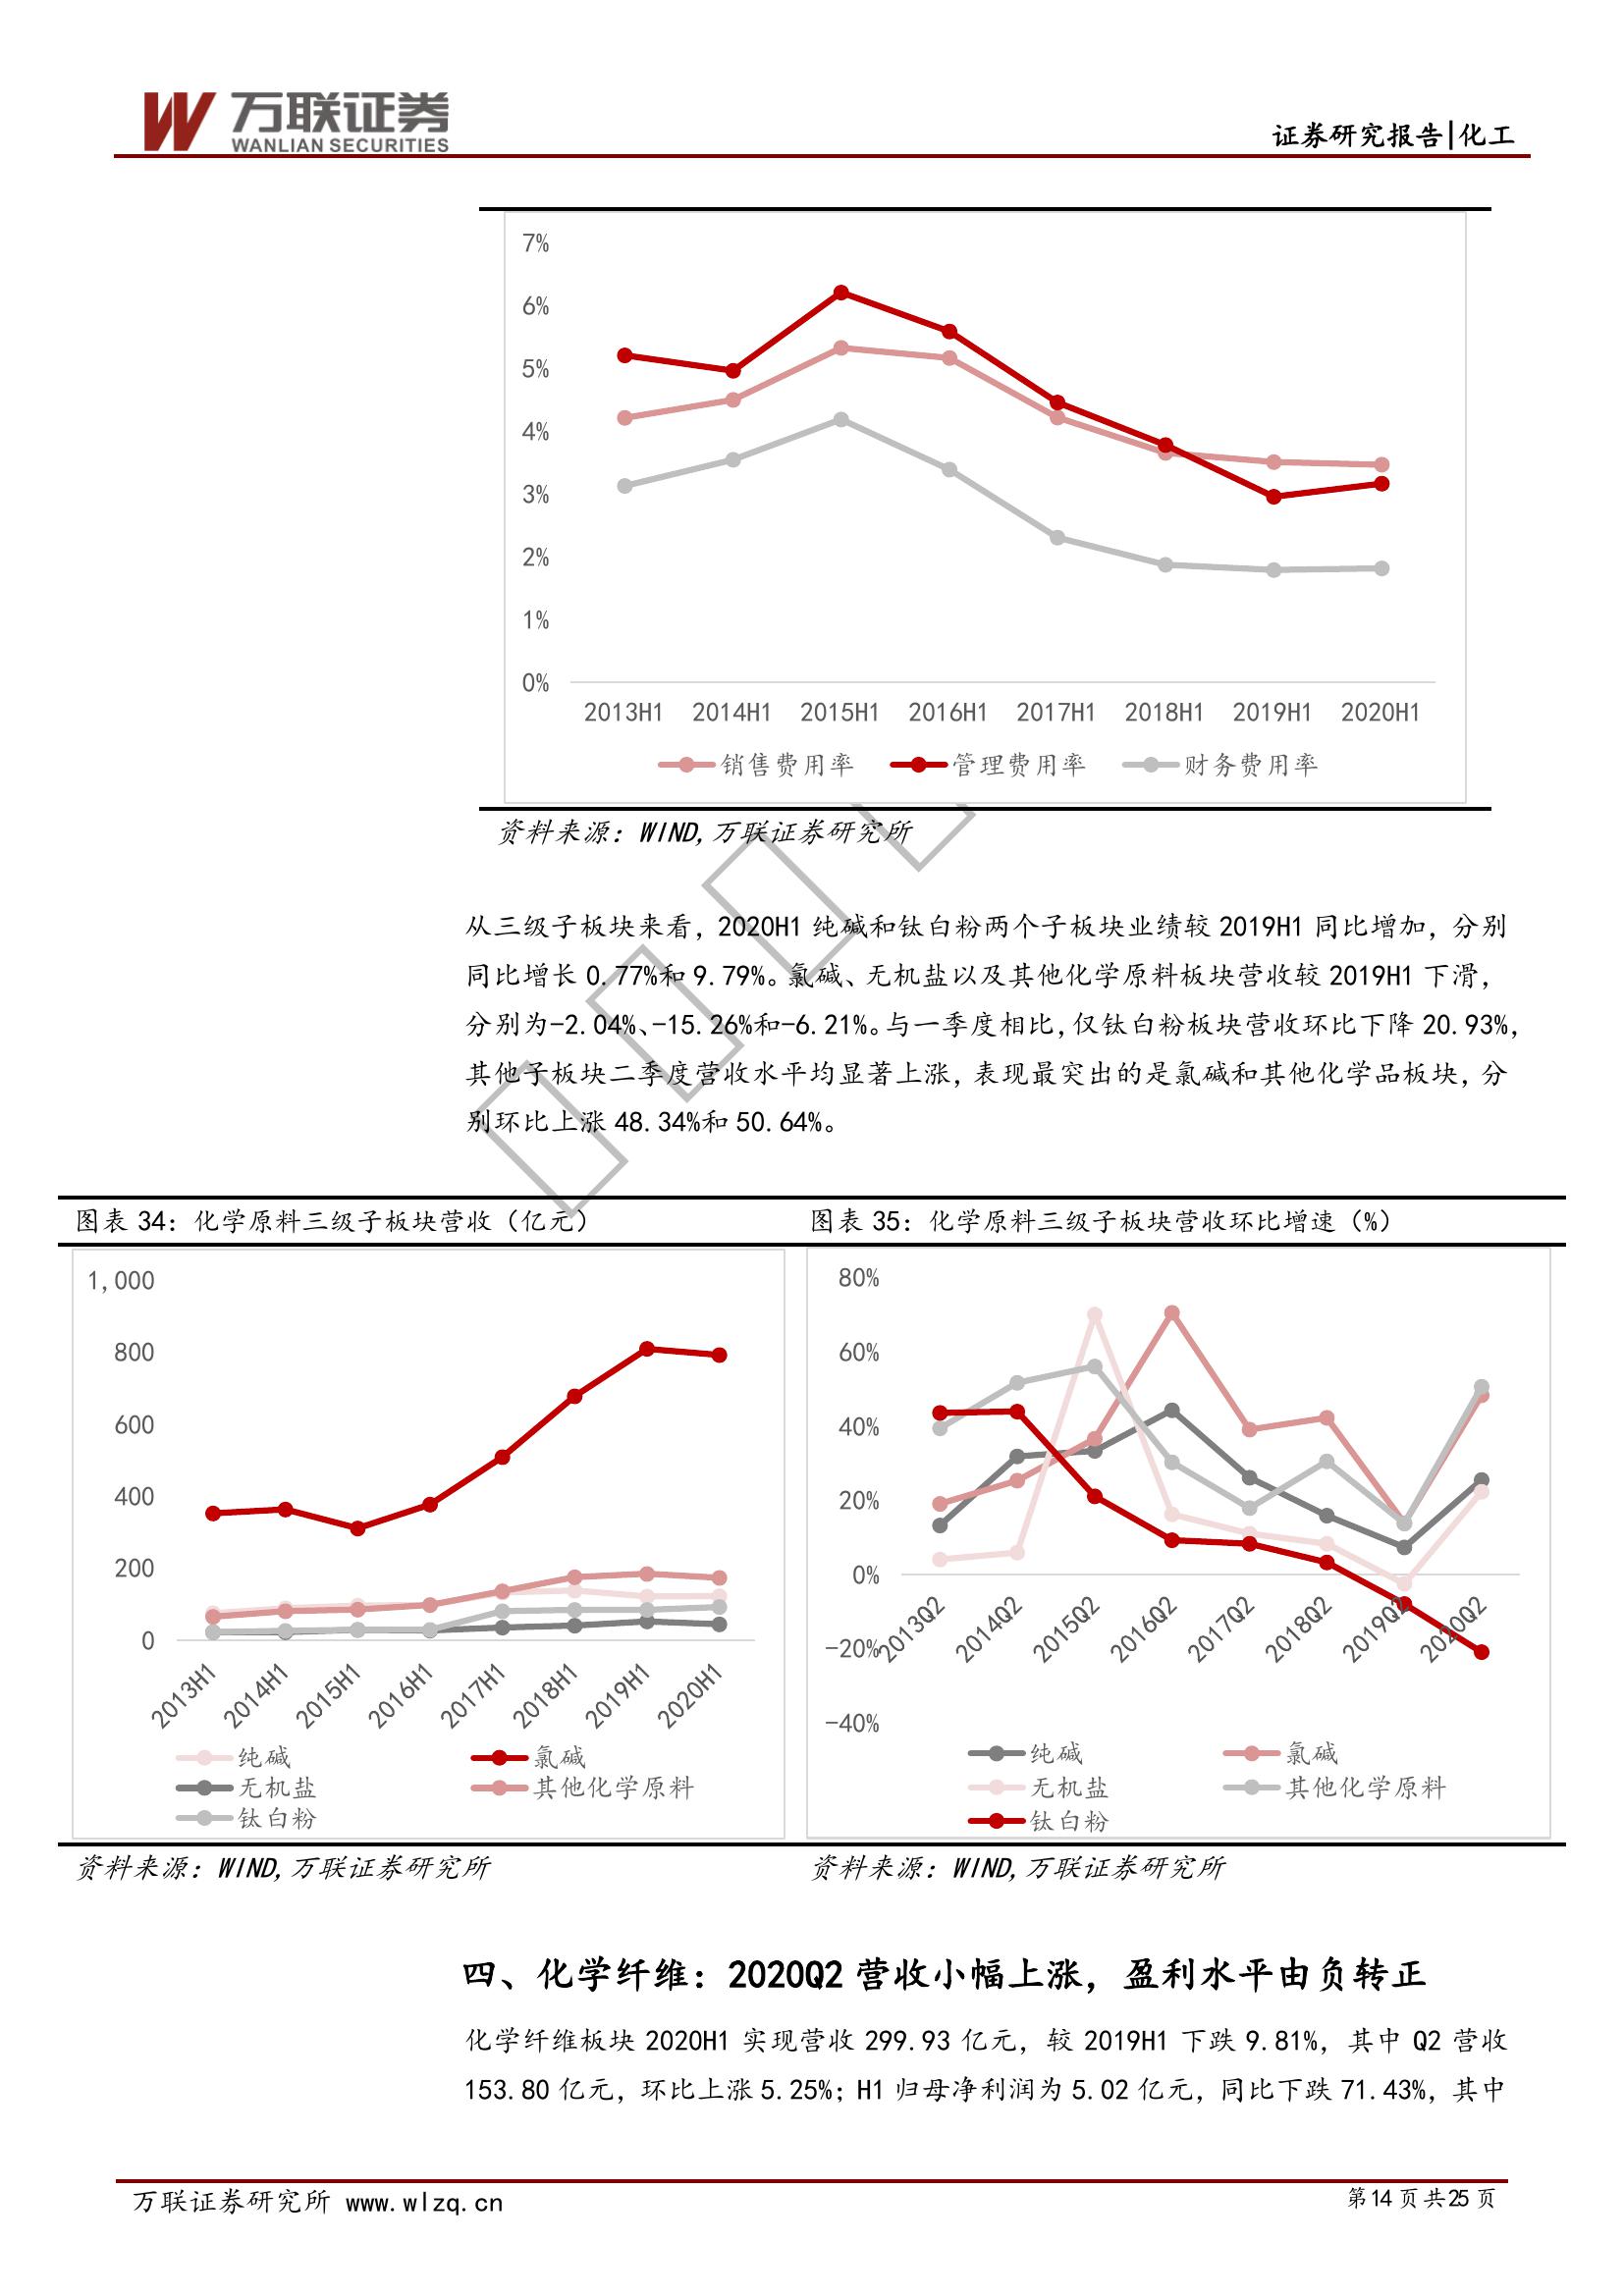 万联证券
WANLIAN SECURITIES
证券研究报告|化工
7%
6%
5%
4%
3%
2%
1%
0%
2013H1 2014H1 2015H1 2016H1 2017H1 2018H1 2019H1 2020H1
销售费用率 管理费用率 财务费用率
资料来源：WIND,万联证券研究所
从三级子板块来看，2020H1 纯碱和钛白粉两个子板块业绩较 2019H1 同比增加，分别
同比增长 0.77%和 9.79%。氯碱、无机盐以及其他化学原料板块营收较 2019H1 下滑，
分别为-2.04%、-15.26%和-6.21%。与一季度相比，仅钛白粉板块营收环比下降 20.93%，
其他子板块二季度营收水平均显著上涨，表现最突出的是氯碱和其他化学品板块，分
别环比上涨 48.34%和 50.64%。
图表 34：化学原料三级子板块营收（亿元）
1,000
800
600
400
200
0
2013H1 2014H1 2015H1 2016H1 2017H1 2018H1 2019H1 2020H1
纯碱 氯碱
无机盐 其他化学原料
钛白粉
资料来源：WIND,万联证券研究所
图表 35：化学原料三级子板块营收环比增速（%）
80%
60%
40%
20%
0%
-20%
-40%
2013Q2 2014Q2 2015Q2 2016Q2 2017Q2 2018Q2 2019Q2 2020Q2
纯碱 氯碱
无机盐 其他化学原料
钛白粉
资料来源：WIND,万联证券研究所
四、化学纤维：2020Q2 营收小幅上涨，盈利水平由负转正
化学纤维板块 2020H1 实现营收 299.93 亿元，较 2019H1 下跌 9.81%，其中 Q2 营收
153.80 亿元，环比上涨 5.25%；H1 归母净利润为 5.02 亿元，同比下跌 71.43%，其中
万联证券研究所 www.wlzq.cn
第14 页共25 页